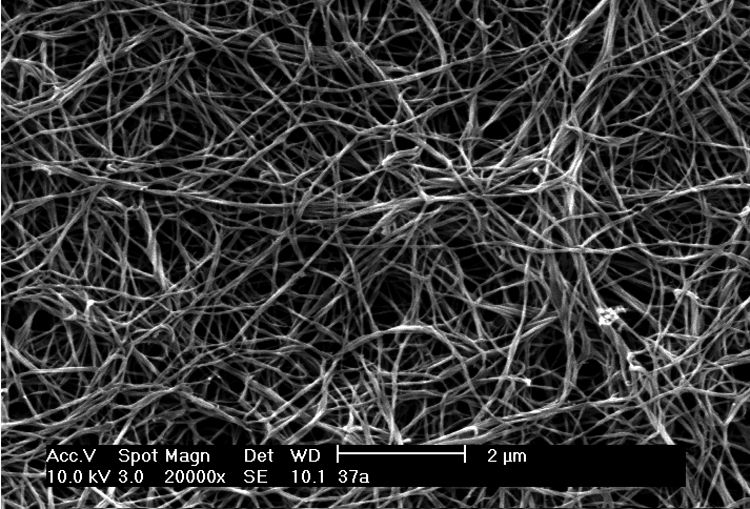 Acc.V Spot Magn Det WD 2 µm
10.0 kV 3.0 20000x SE 10.1 37a